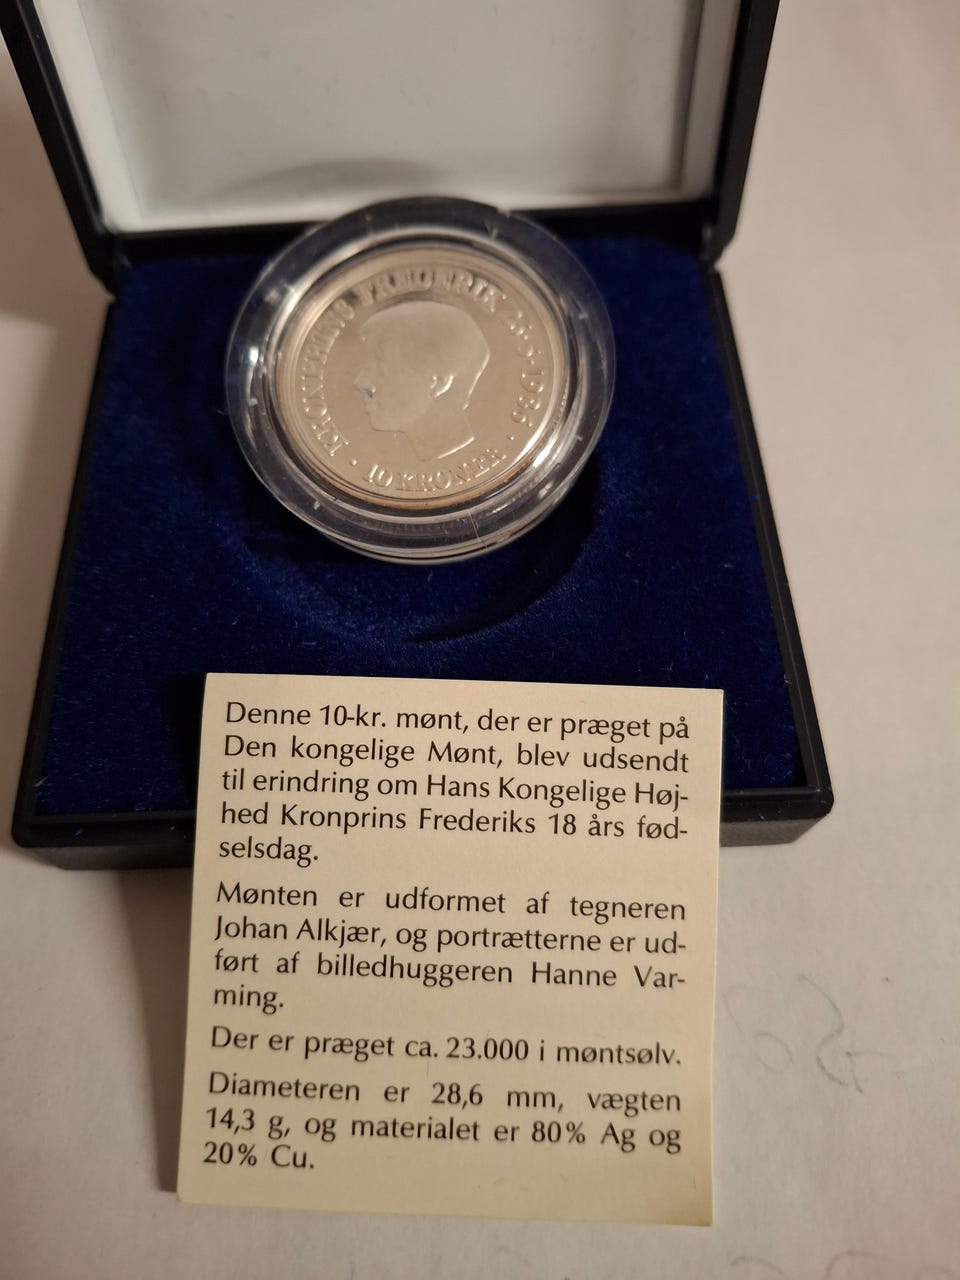 KRONPRINS FREDERIK 26·5·1986
· 10 KRONER ·
Denne 10-kr. mønt, der er præget på
Den kongelige Mønt, blev udsendt
til erindring om Hans Kongelige Høj-
hed Kronprins Frederiks 18 års fød-
selsdag.
Mønten er udformet af tegneren
Johan Alkjær, og portrætterne er ud-
ført af billedhuggeren Hanne Var-
ming.
Der er præget ca. 23.000 i møntsølv.
Diameteren er 28,6 mm, vægten
14,3 g, og materialet er 80% Ag og
20% Cu.